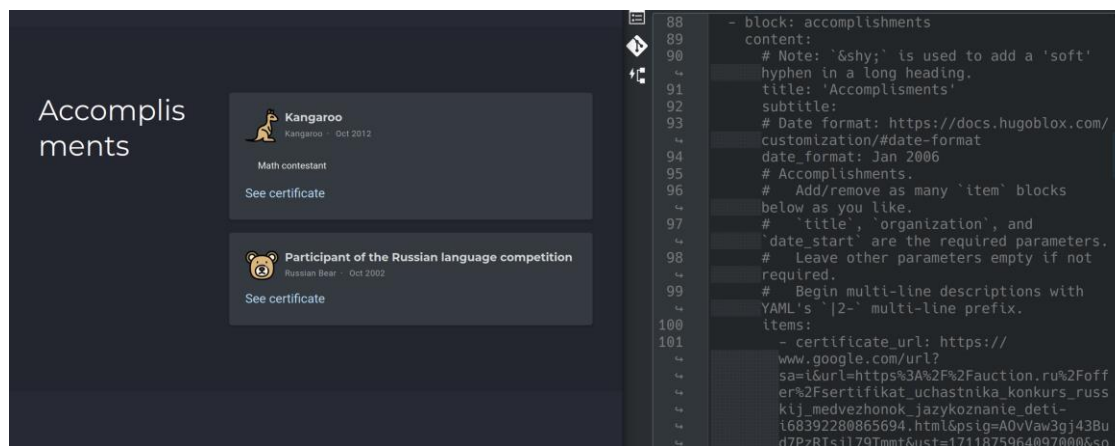 Accomplis
ments
Kangaroo
Kangaroo · Oct 2012
Math contestant
See certificate
Participant of the Russian language competition
Russian Bear · Oct 2002
See certificate
88 - block: accomplishments
89 content:
90 # Note: `&shy;` is used to add a 'soft'
hyphen in a long heading.
91 title: 'Accomplisments'
92 subtitle:
93 # Date format: https://docs.hugoblox.com/
customization/#date-format
94 date_format: Jan 2006
95 # Accomplishments.
96 #   Add/remove as many `item` blocks
below as you like.
97 #   `title`, `organization`, and
`date_start` are the required parameters.
98 #   Leave other parameters empty if not
required.
99 #   Begin multi-line descriptions with
YAML's `|2-` multi-line prefix.
100 items:
101 - certificate_url: https://
www.google.com/url?
sa=i&url=https%3A%2F%2Fauction.ru%2Foff
er%2Fsertifikat_uchastnika_konkurs_russ
kij_medvezhonok_jazykoznanie_deti-
i68392280865694.html&psig=AOvVaw3gj43Bu
d7PzRIsjl79Tmmt&ust=1711875964097000&so